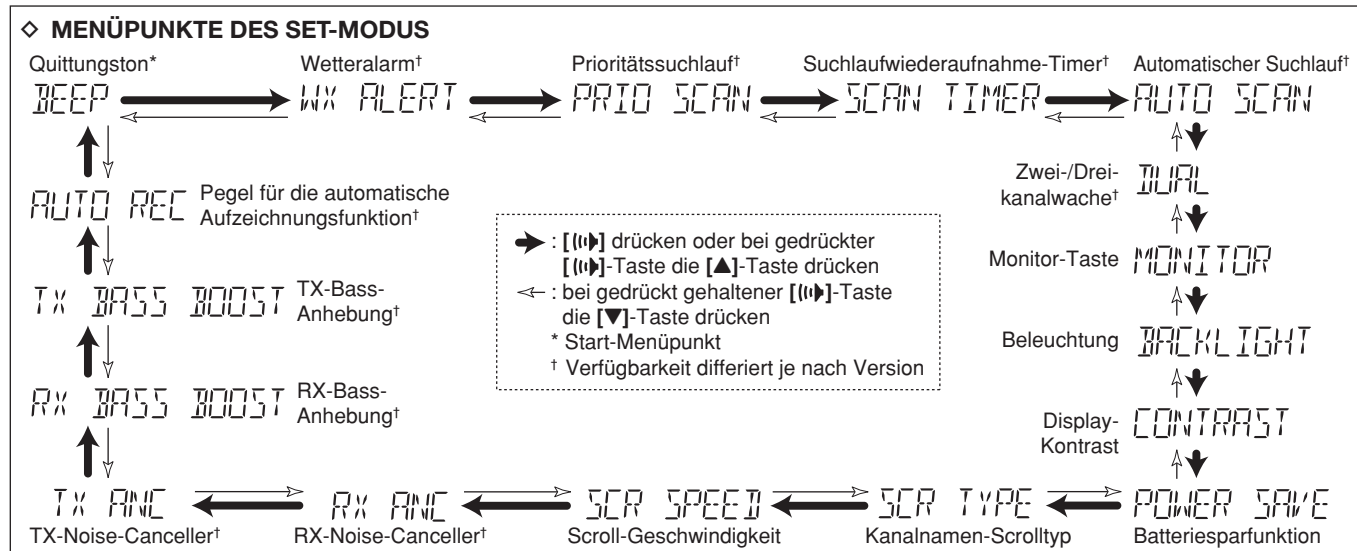 ◇ MENÜPUNKTE DES SET-MODUS
Quittungston*
BEEP
Wetteralarm†
WX ALERT
Prioritätssuchlauf†
PRIO SCAN
Suchlaufwiederaufnahme-Timer†
SCAN TIMER
Automatischer Suchlauf†
AUTO SCAN
Zwei-/Drei-
kanalwache†
DUAL
Monitor-Taste
MONITOR
Beleuchtung
BACKLIGHT
Display-
Kontrast
CONTRAST
POWER SAVE
Batteriesparfunktion
SCR TYPE
Kanalnamen-Scrolltyp
SCR SPEED
Scroll-Geschwindigkeit
RX ANC
RX-Noise-Canceller†
TX ANC
TX-Noise-Canceller†
RX BASS BOOST
RX-Bass-
Anhebung†
TX BASS BOOST
TX-Bass-
Anhebung†
AUTO REC
Pegel für die automatische
Aufzeichnungsfunktion†
: [ ] drücken oder bei gedrückter
[ ]-Taste die [▲]-Taste drücken
: bei gedrückt gehaltener [ ]-Taste
die [▼]-Taste drücken
* Start-Menüpunkt
† Verfügbarkeit differiert je nach Version